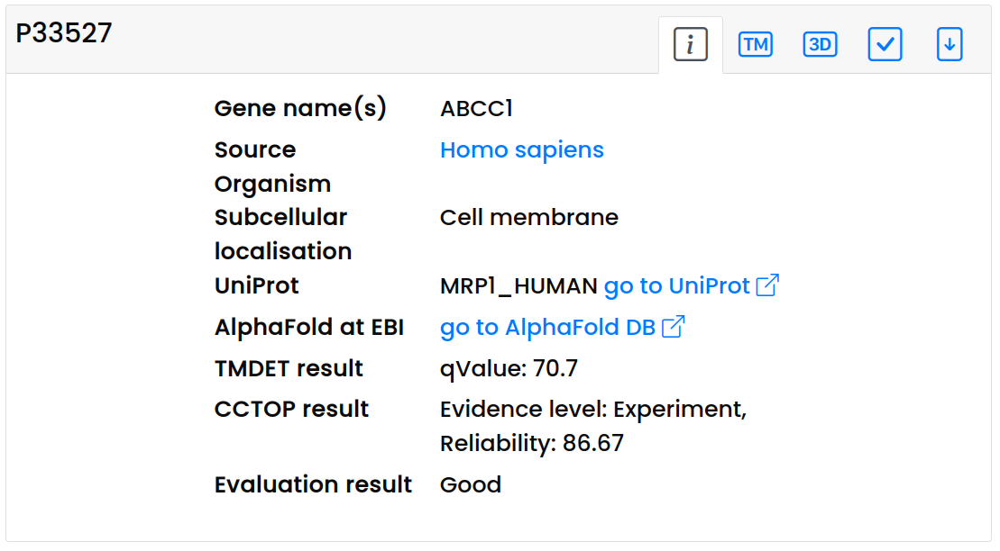 P33527
i
TM
3D
Gene name(s) ABCC1
Source Homo sapiens
Organism
Subcellular Cell membrane
localisation
UniProt MRP1_HUMAN go to UniProt
AlphaFold at EBI go to AlphaFold DB
TMDET result qValue: 70.7
CCTOP result Evidence level: Experiment,
Reliability: 86.67
Evaluation result Good